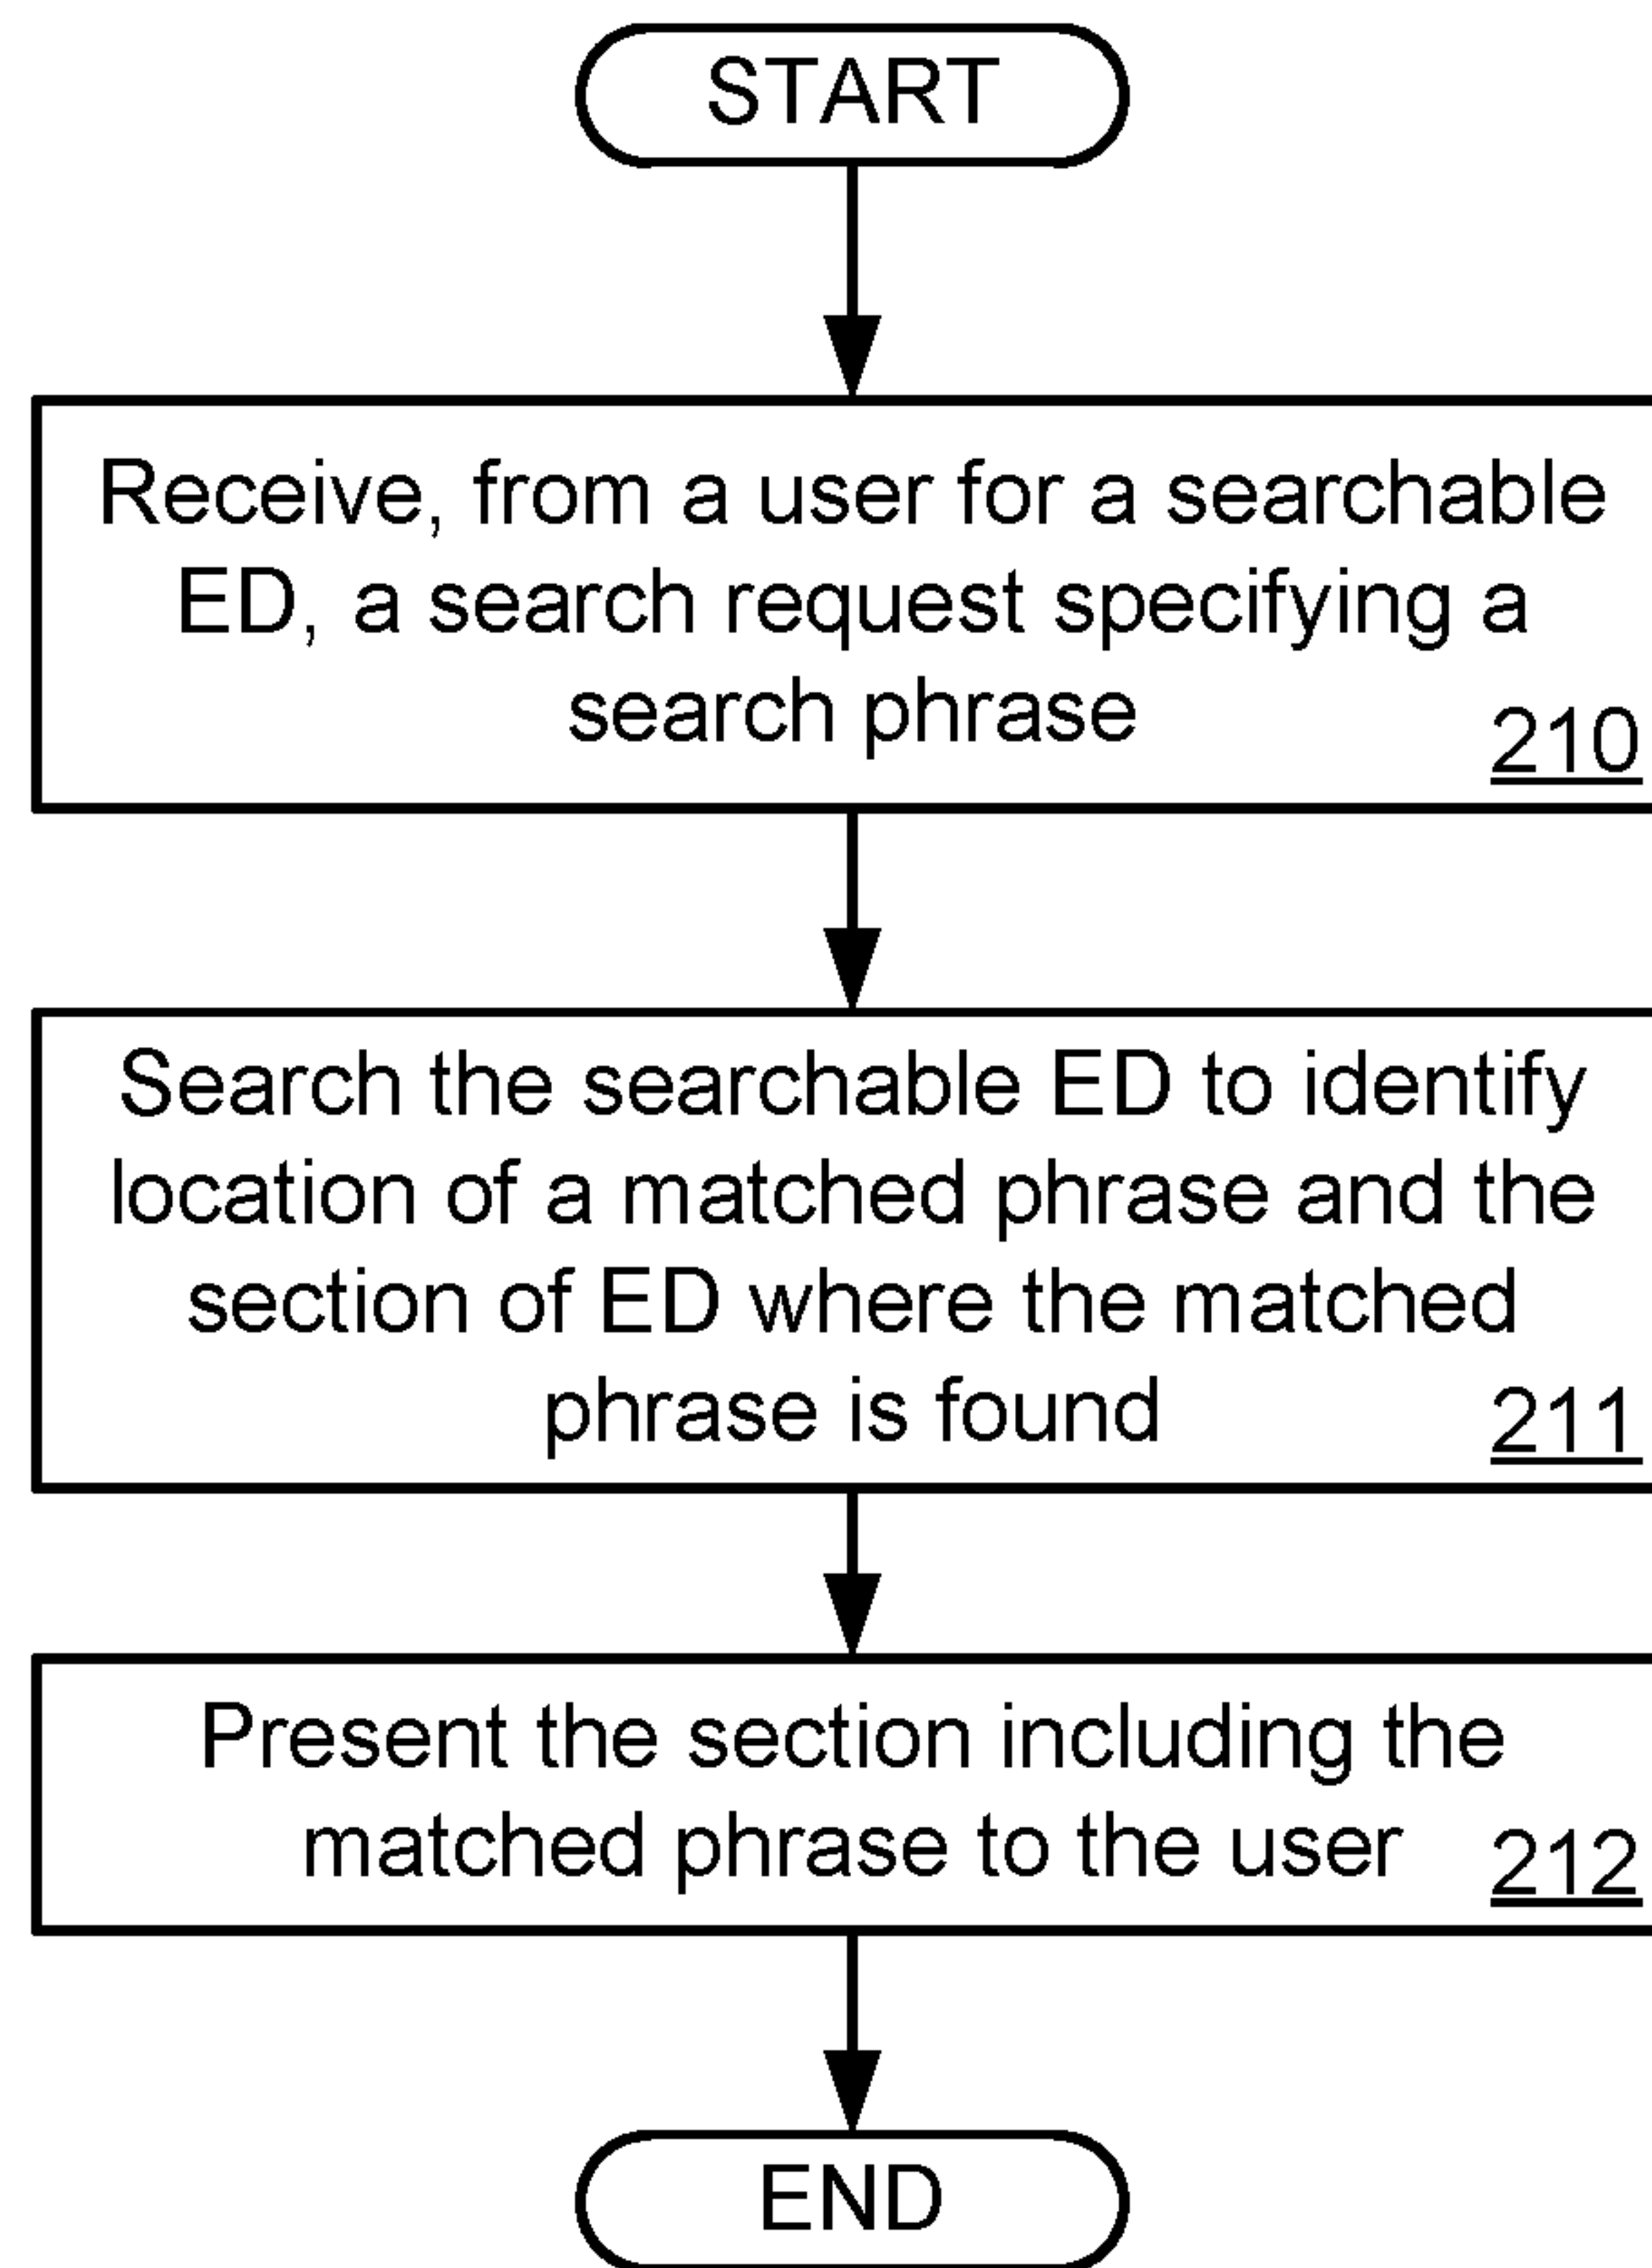 START
Receive, from a user for a searchable
ED, a search request specifying a
search phrase
210
Search the searchable ED to identify
location of a matched phrase and the
section of ED where the matched
phrase is found
211
Present the section including the
matched phrase to the user
212
END